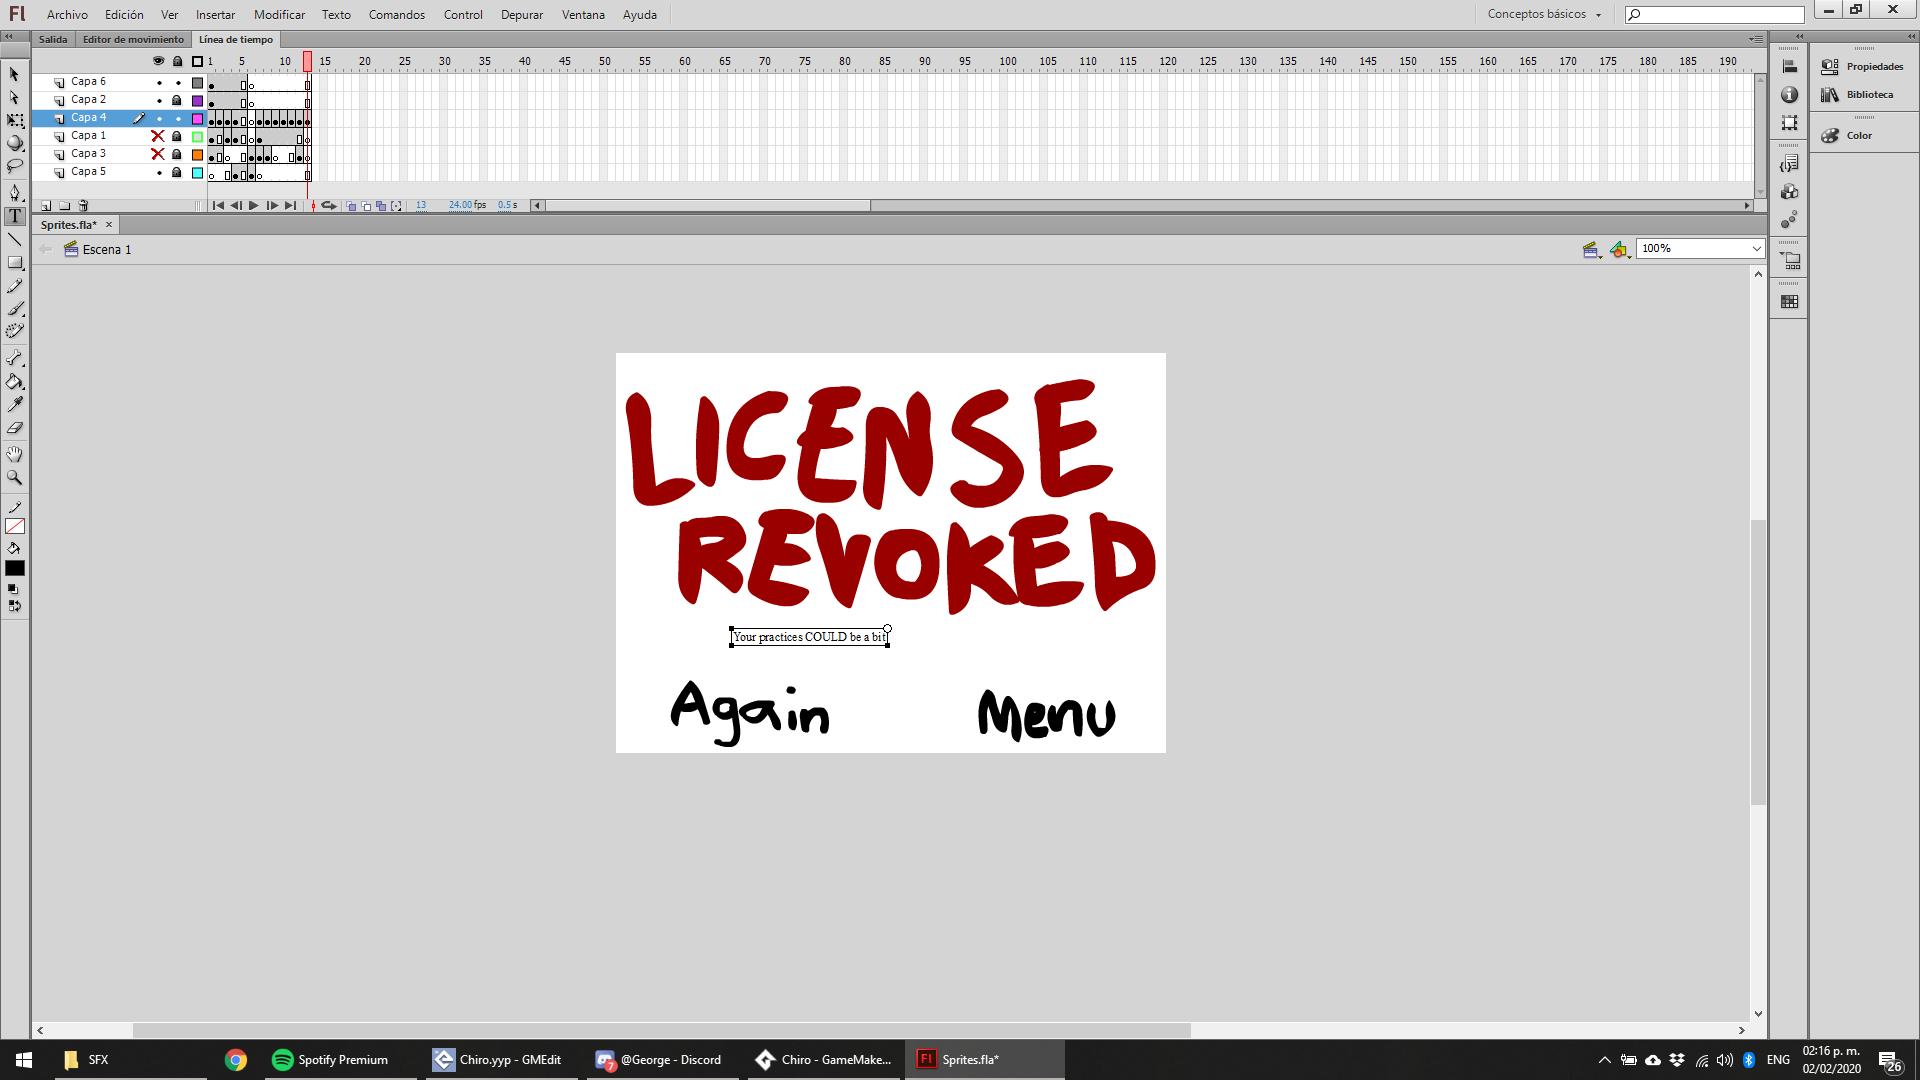 Fl Archivo Edición Ver Insertar Modificar Texto Comandos Control Depurar Ventana Ayuda Conceptos básicos
Salida Editor de movimiento Línea de tiempo
1 5 10 15 20 25 30 35 40 45 50 55 60 65 70 75 80 85 90 95 100 105 110 115 120 125 130 135 140 145 150 155 160 165 170 175 180 185 190
Capa 6
Capa 2
Capa 4
Capa 1
Capa 3
Capa 5
13 24.00 fps 0.5 s
Propiedades
Biblioteca
Color
T
Sprites.fla*
Escena 1
100%
LICENSE
REVOKED
Your practices COULD be a bit
Again Menu
SFX Spotify Premium Chiro.yyp - GMEdit 7 @George - Discord Chiro - GameMake... Fl Sprites.fla* ENG 02:16 p. m.
02/02/2020 26